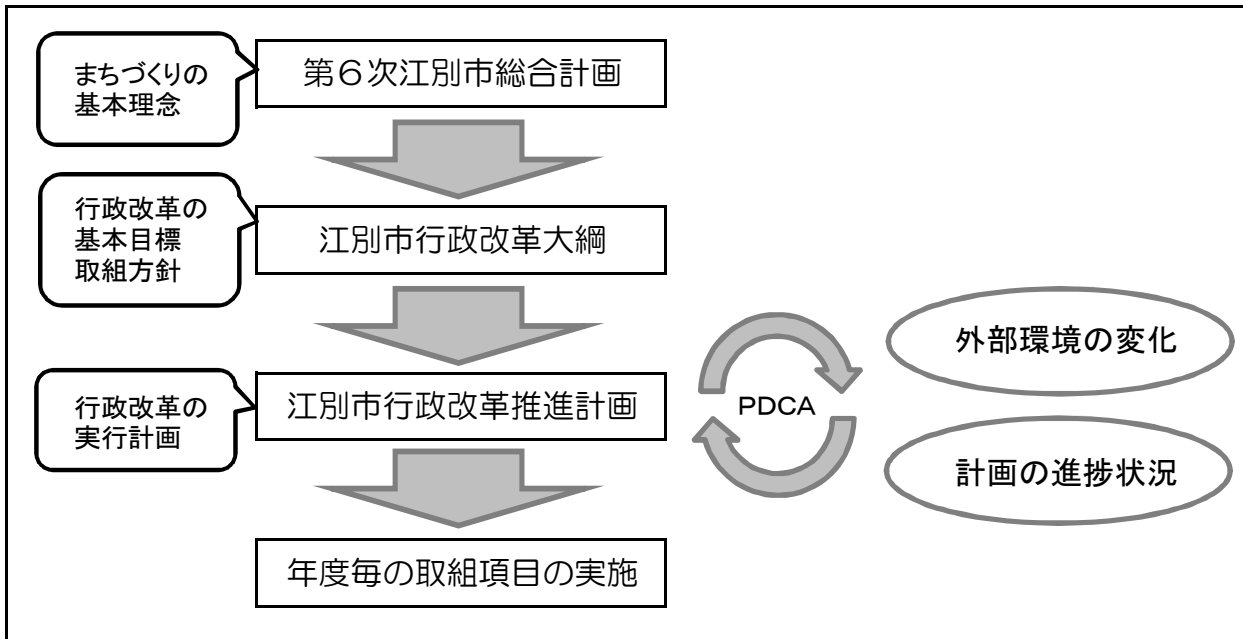 まちづくりの
基本理念
第６次江別市総合計画
行政改革の
基本目標
取組方針
江別市行政改革大綱
行政改革の
実行計画
江別市行政改革推進計画
PDCA
外部環境の変化
計画の進捗状況
年度毎の取組項目の実施